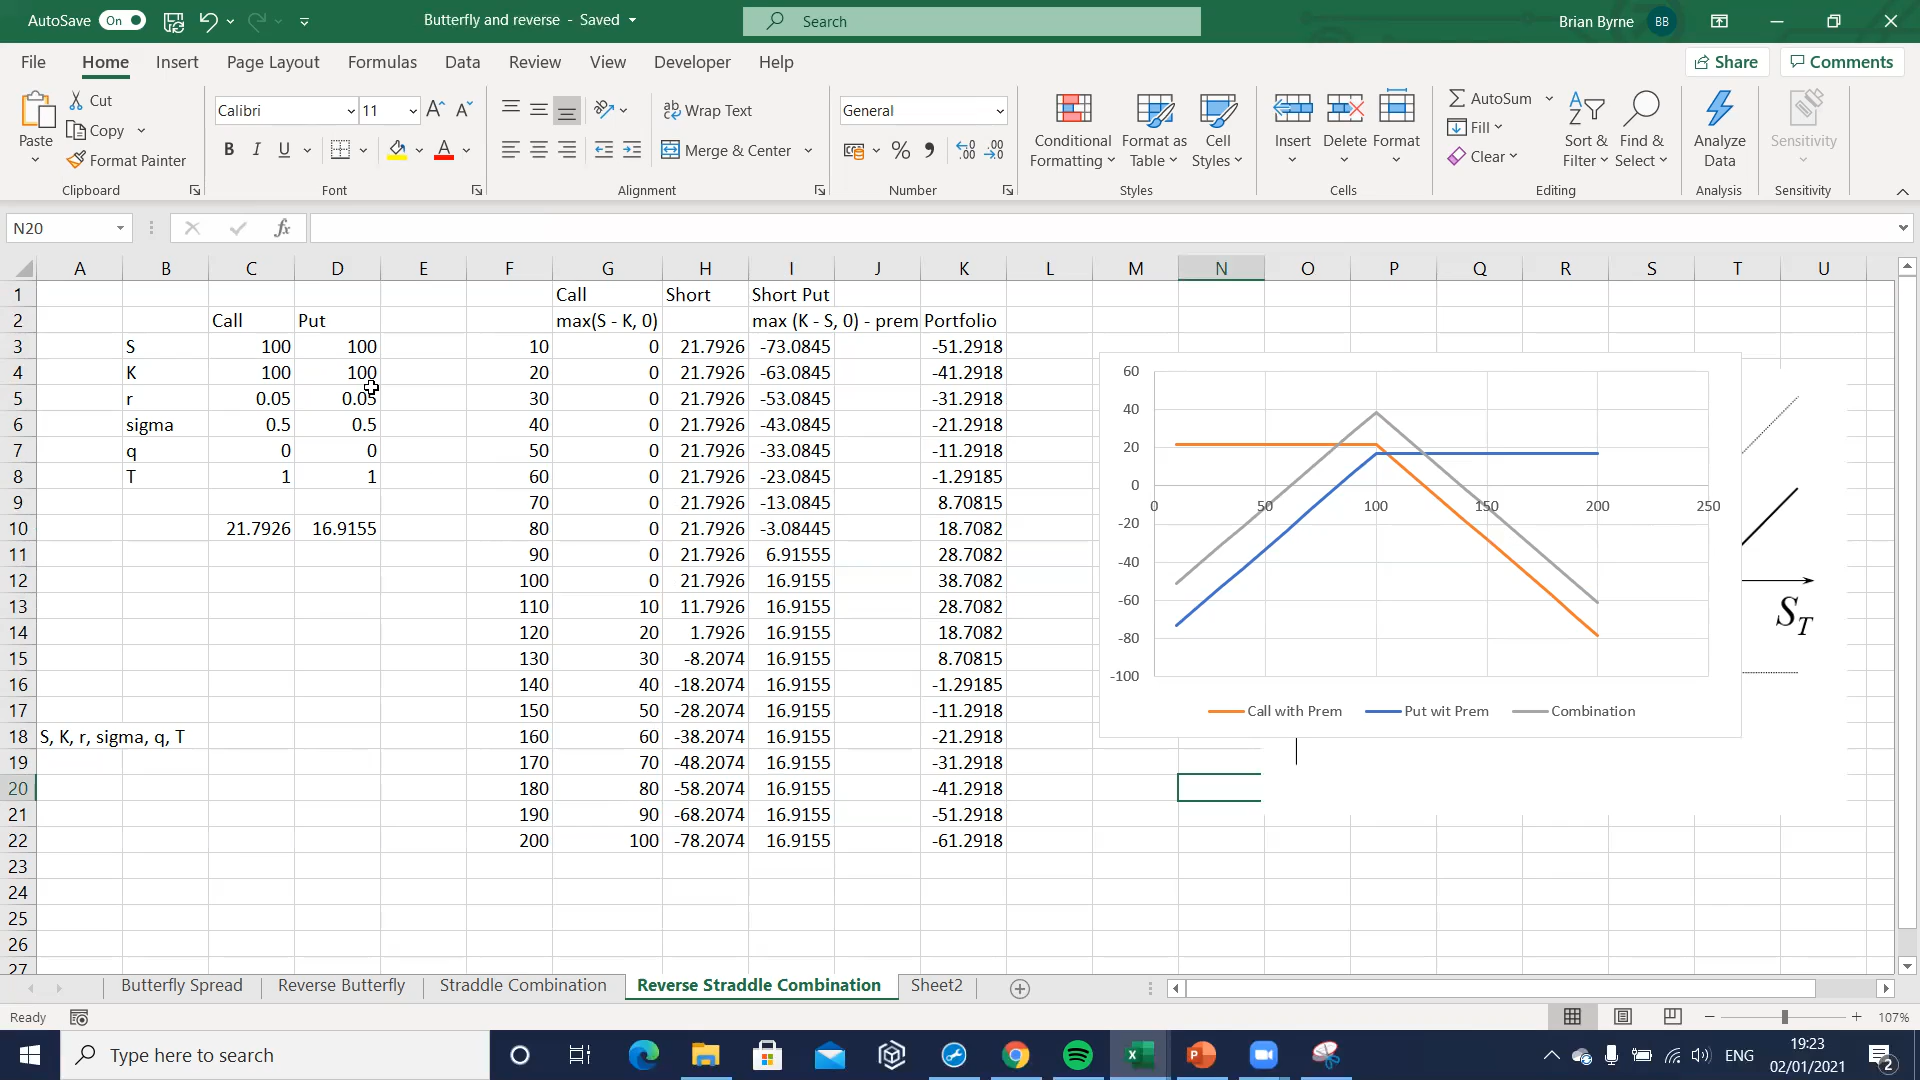 AutoSave On Butterfly and reverse - Saved Search Brian Byrne BB
File Home Insert Page Layout Formulas Data Review View Developer Help Share Comments
Paste Cut Copy Format Painter Clipboard
Calibri 11 B I U A Font
ab Wrap Text Merge & Center Alignment
General % Number
Conditional Formatting Format as Table Cell Styles Styles
Insert Delete Format Cells
AutoSum Fill Clear Sort & Filter Find & Select Editing
Analyze Data Analysis
Sensitivity Sensitivity
N20 fx
A B C D E F G H I J K L M N O P Q R S T U
1 Call Short Short Put
2 Call Put max(S - K, 0) max (K - S, 0) - prem Portfolio
3 S 100 100 10 0 21.7926 -73.0845 -51.2918
4 K 100 100 20 0 21.7926 -63.0845 -41.2918
5 r 0.05 0.05 30 0 21.7926 -53.0845 -31.2918
6 sigma 0.5 0.5 40 0 21.7926 -43.0845 -21.2918
7 q 0 0 50 0 21.7926 -33.0845 -11.2918
8 T 1 1 60 0 21.7926 -23.0845 -1.29185
9 70 0 21.7926 -13.0845 8.70815
10 21.7926 16.9155 80 0 21.7926 -3.08445 18.7082
11 90 0 21.7926 6.91555 28.7082
12 100 0 21.7926 16.9155 38.7082
13 110 10 11.7926 16.9155 28.7082
14 120 20 1.7926 16.9155 18.7082
15 130 30 -8.2074 16.9155 8.70815
16 140 40 -18.2074 16.9155 -1.29185
17 150 50 -28.2074 16.9155 -11.2918
18 S, K, r, sigma, q, T 160 60 -38.2074 16.9155 -21.2918
19 170 70 -48.2074 16.9155 -31.2918
20 180 80 -58.2074 16.9155 -41.2918
21 190 90 -68.2074 16.9155 -51.2918
22 200 100 -78.2074 16.9155 -61.2918
23
24
25
26
27
60
40
20
0
0 50 100 150 200 250
-20
-40
-60
-80
-100
Call with Prem Put wit Prem Combination
S_T
Butterfly Spread Reverse Butterfly Straddle Combination Reverse Straddle Combination Sheet2
Ready 107%
Type here to search ENG 19:23
02/01/2021 2